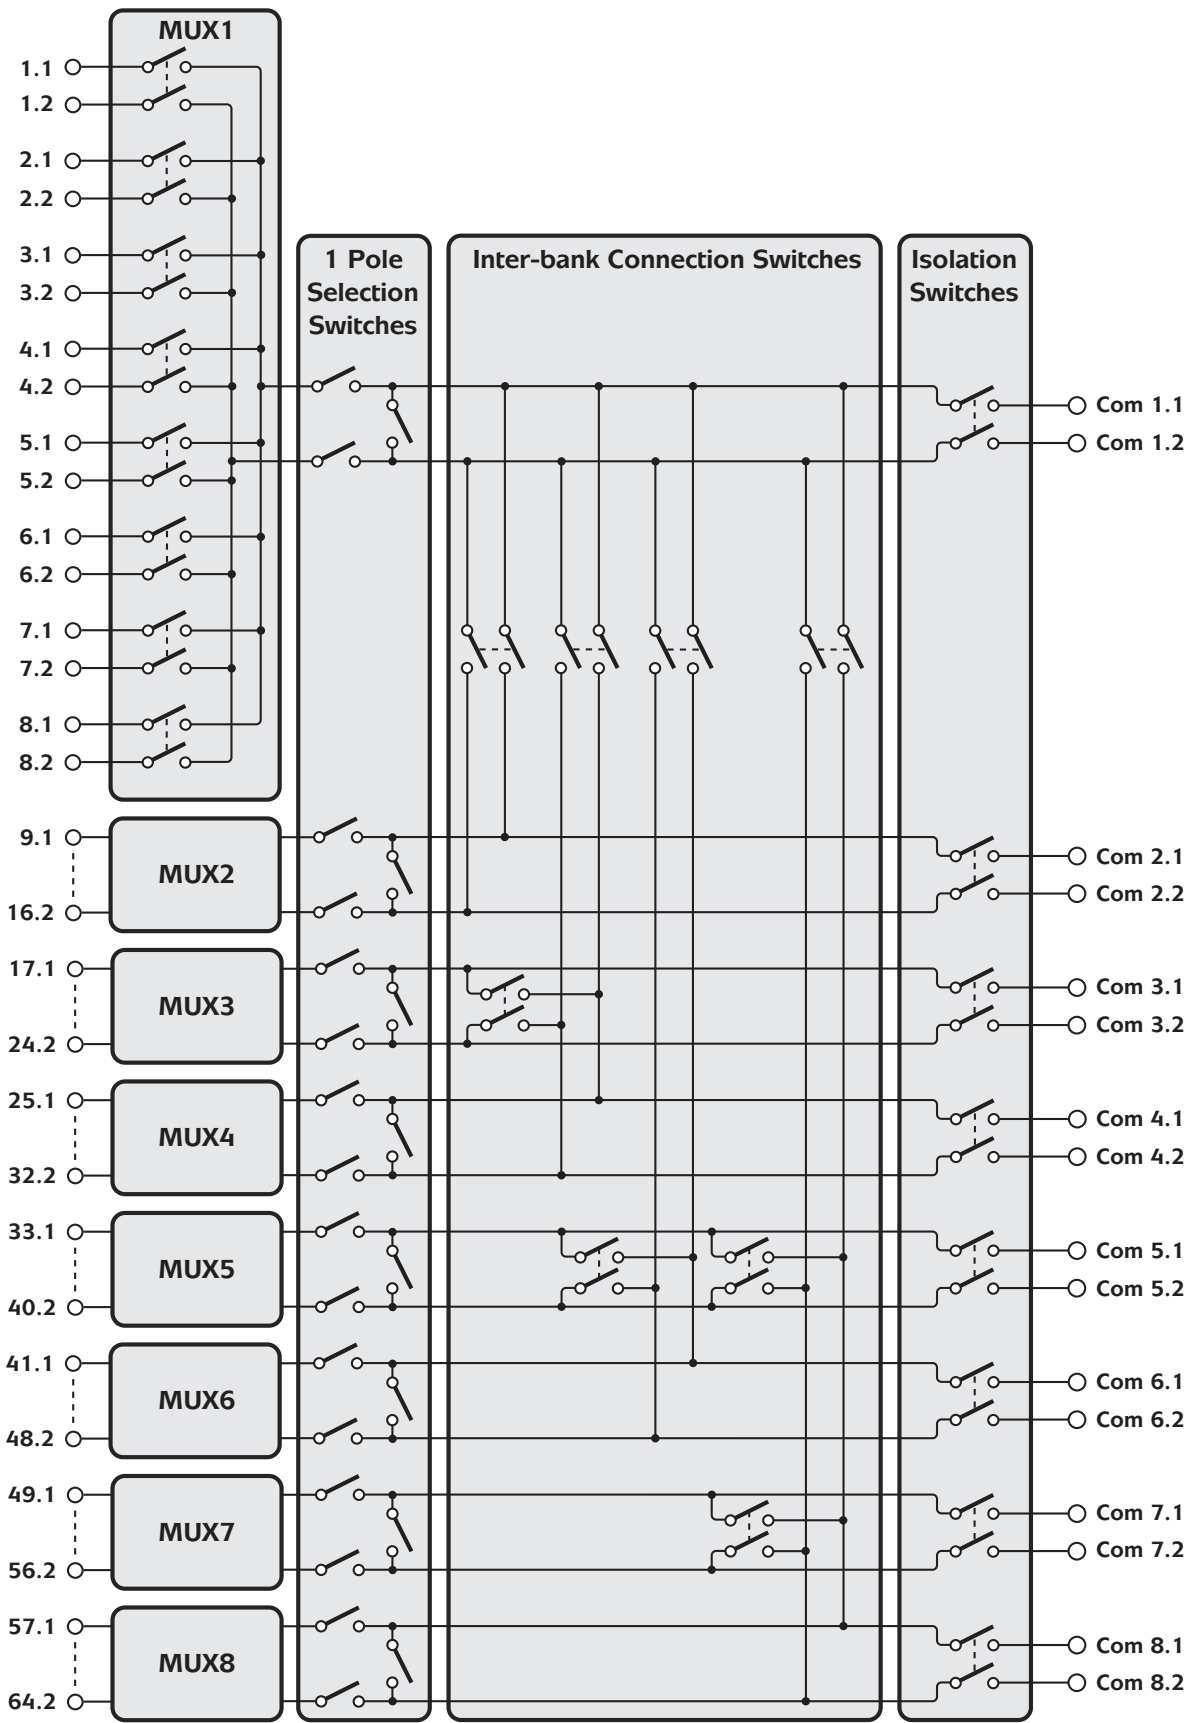 MUX1
1.1
1.2
2.1
2.2
3.1
3.2
4.1
4.2
5.1
5.2
6.1
6.2
7.1
7.2
8.1
8.2
1 Pole
Selection
Switches
Inter-bank Connection Switches
Isolation
Switches
Com 1.1
Com 1.2
9.1
16.2
MUX2
Com 2.1
Com 2.2
17.1
24.2
MUX3
Com 3.1
Com 3.2
25.1
32.2
MUX4
Com 4.1
Com 4.2
33.1
40.2
MUX5
Com 5.1
Com 5.2
41.1
48.2
MUX6
Com 6.1
Com 6.2
49.1
56.2
MUX7
Com 7.1
Com 7.2
57.1
64.2
MUX8
Com 8.1
Com 8.2